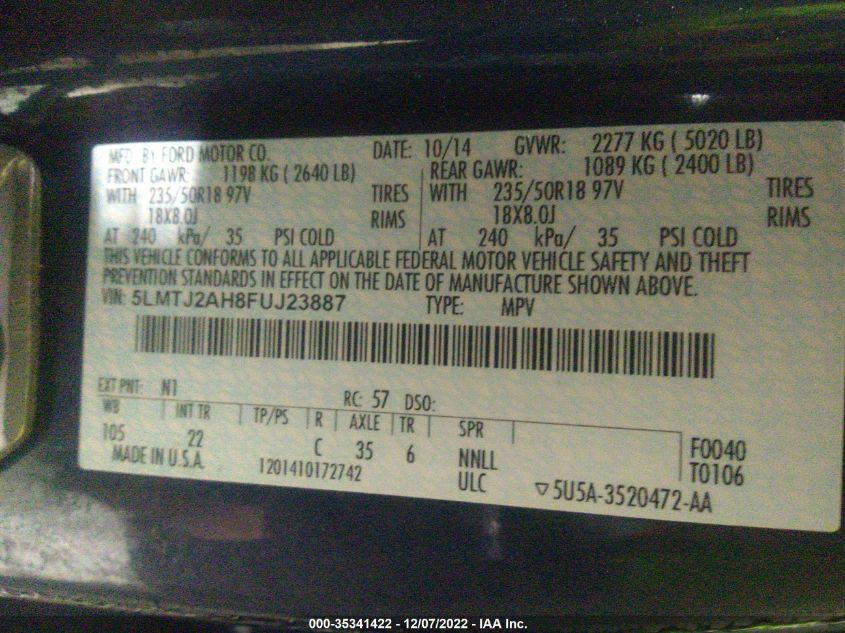 MFD. BY FORD MOTOR CO. DATE: 10/14 GVWR: 2277 KG ( 5020 LB)
FRONT GAWR: 1198 KG ( 2640 LB) REAR GAWR: 1089 KG ( 2400 LB)
WITH 235/50R18 97V TIRES WITH 235/50R18 97V TIRES
18X8.0J RIMS 18X8.0J RIMS
AT 240 kPa/ 35 PSI COLD AT 240 kPa/ 35 PSI COLD
THIS VEHICLE CONFORMS TO ALL APPLICABLE FEDERAL MOTOR VEHICLE SAFETY AND THEFT
PREVENTION STANDARDS IN EFFECT ON THE DATE OF MANUFACTURE SHOWN ABOVE.
VIN: 5LMTJ2AH8FUJ23887 TYPE: MPV
EXT PNT: N1 RC: 57 DSO:
WB INT TR TP/PS R AXLE TR SPR
105 22 C 35 6 NNLL F0040
MADE IN U.S.A. 1201410172742 ULC T0106
▽5U5A-3520472-AA
000-35341422 - 12/07/2022 - IAA Inc.